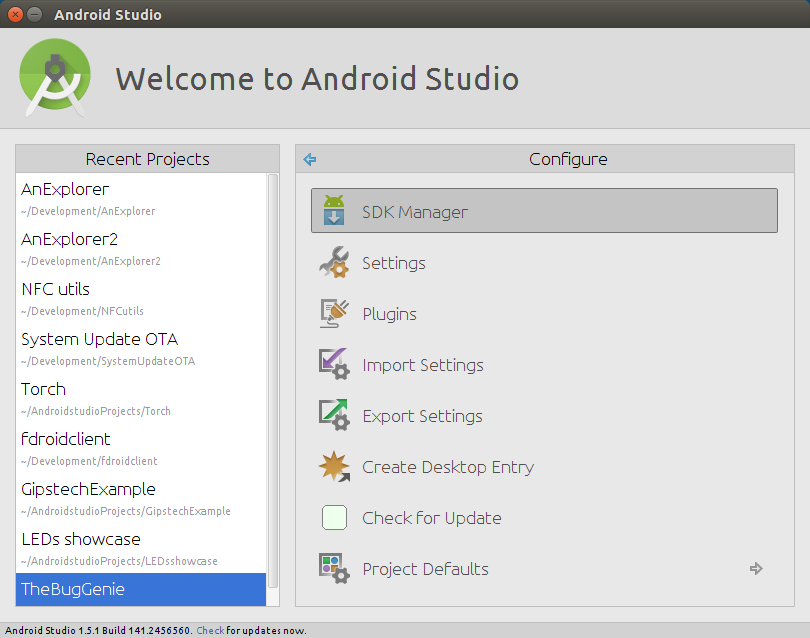 Android Studio
Welcome to Android Studio
Recent Projects
AnExplorer
~/Development/AnExplorer
AnExplorer2
~/Development/AnExplorer2
NFC utils
~/Development/NFCutils
System Update OTA
~/Development/SystemUpdateOTA
Torch
~/AndroidstudioProjects/Torch
fdroidclient
~/Development/fdroidclient
GipstechExample
~/AndroidstudioProjects/GipstechExample
LEDs showcase
~/AndroidstudioProjects/LEDsshowcase
TheBugGenie
Configure
SDK Manager
Settings
Plugins
Import Settings
Export Settings
Create Desktop Entry
Check for Update
Project Defaults
Android Studio 1.5.1 Build 141.2456560. Check for updates now.